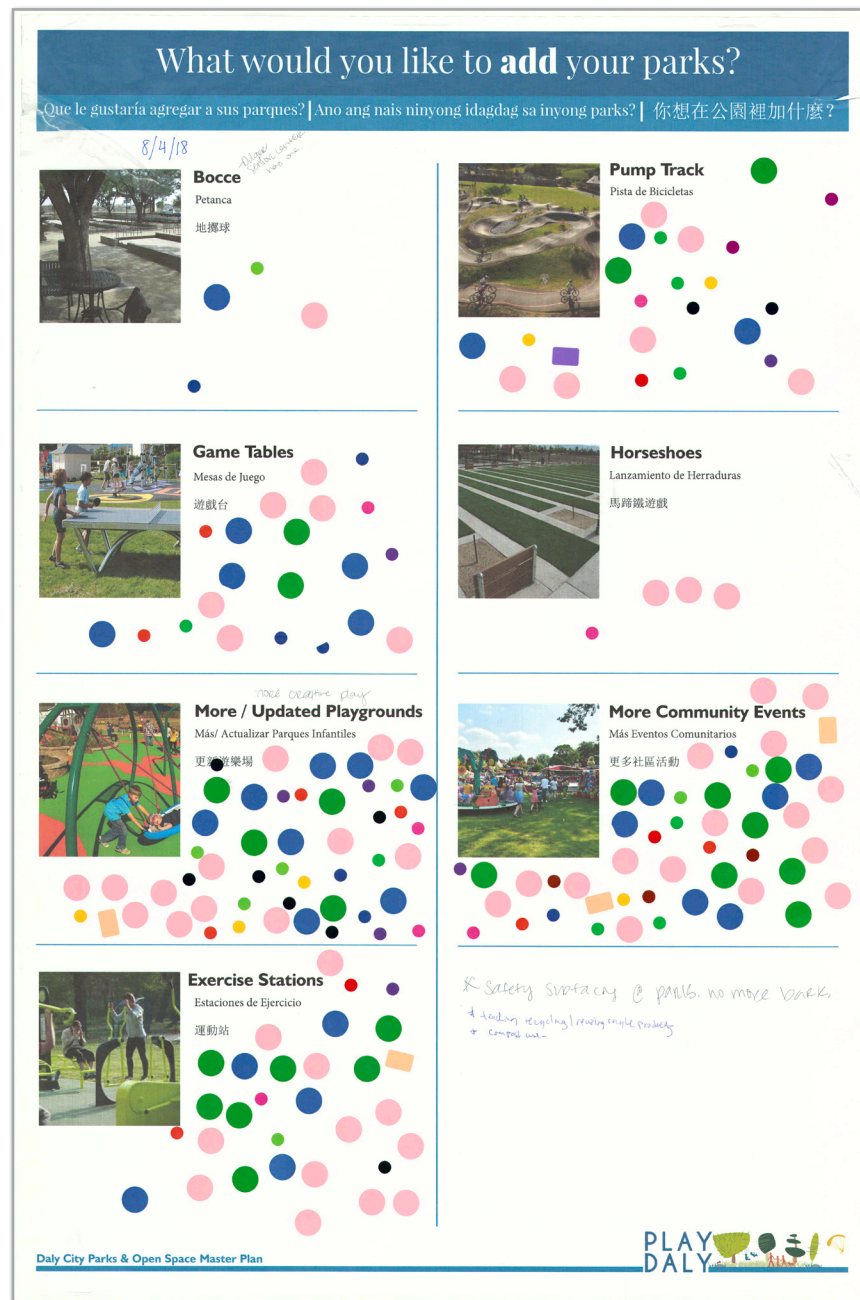 What would you like to add your parks?
Que le gustaría agregar a sus parques? | Ano ang nais ninyong idagdag sa inyong parks? | 你想在公園裡加什麼?
8/4/18
senior center
has one.
Bocce
Petanca
地擲球
Pump Track
Pista de Bicicletas
Game Tables
Mesas de Juego
遊戲台
Horseshoes
Lanzamiento de Herraduras
馬蹄鐵遊戲
more creative play
More / Updated Playgrounds
Más/ Actualizar Parques Infantiles
更新遊樂場
More Community Events
Más Eventos Comunitarios
更多社區活動
Exercise Stations
Estaciones de Ejercicio
運動站
* Safety surfacing @ parks. no more bark.
* recycling /
*
Daly City Parks & Open Space Master Plan
PLAY
DALY